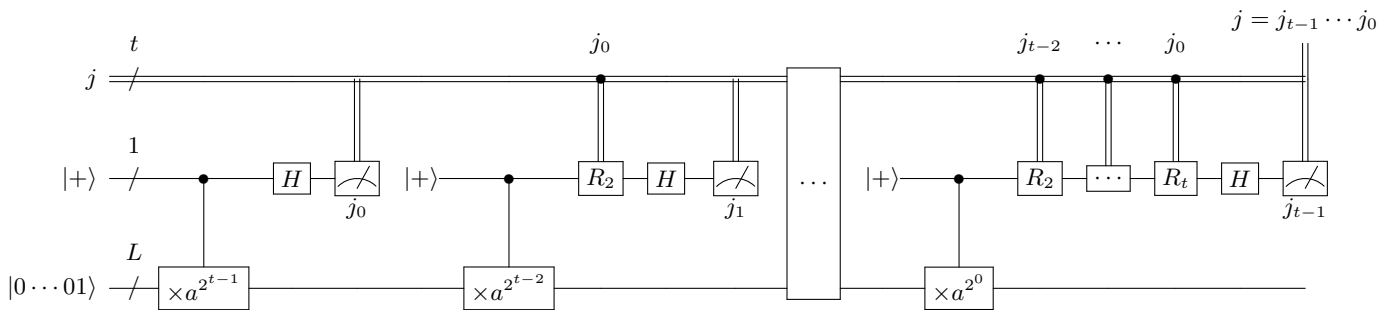 j = j_{t−1} ⋯ j_0
t j_0 j_{t−2} ⋯ j_0
j
1
|+⟩ H |+⟩ R_2 H ... |+⟩ R_2 ⋯ R_t H
j_0 j_1 j_{t−1}
L
|0⋯01⟩ ×a^{2^{t−1}} ×a^{2^{t−2}} ×a^{2^0}